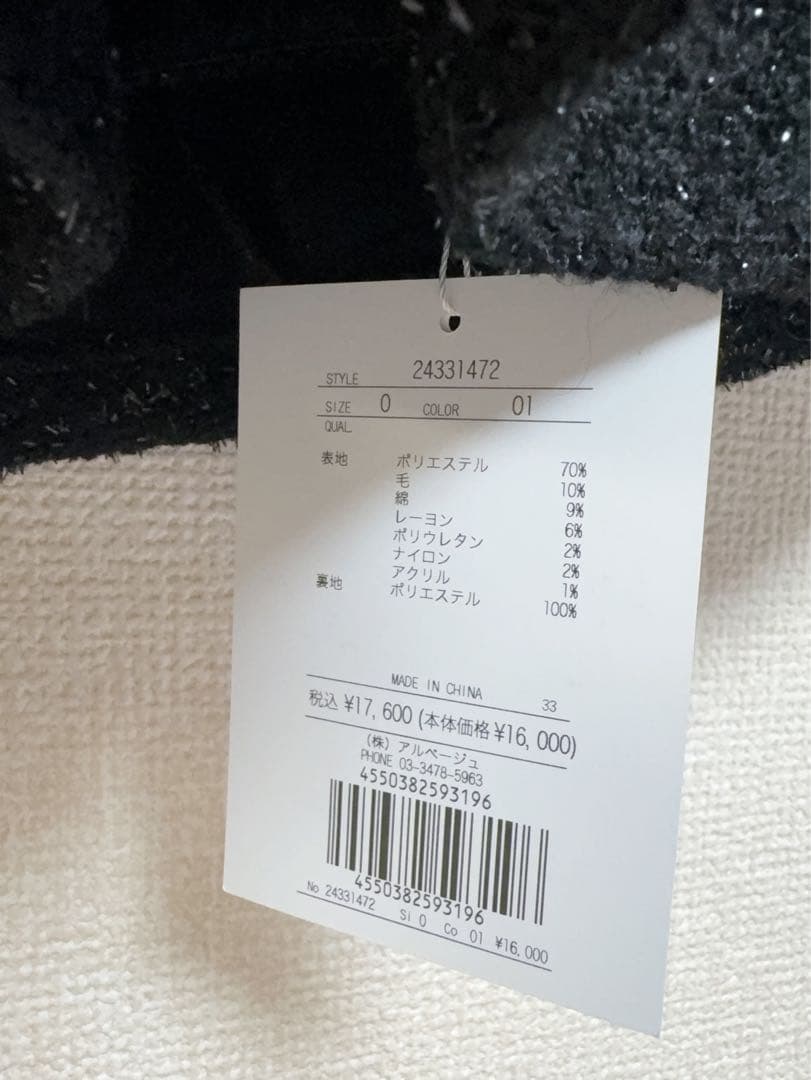 STYLE 24331472
SIZE 0 COLOR 01
QUAL
表地 ポリエステル 70%
毛 10%
綿 9%
レーヨン 6%
ポリウレタン 2%
ナイロン 2%
アクリル 1%
裏地 ポリエステル 100%
MADE IN CHINA 33
税込 ¥17,600 (本体価格 ¥16,000)
(株) アルページュ
PHONE 03-3478-5963
4550382593196
4550382593196
No 24331472 Si 0 Co 01 ¥16,000